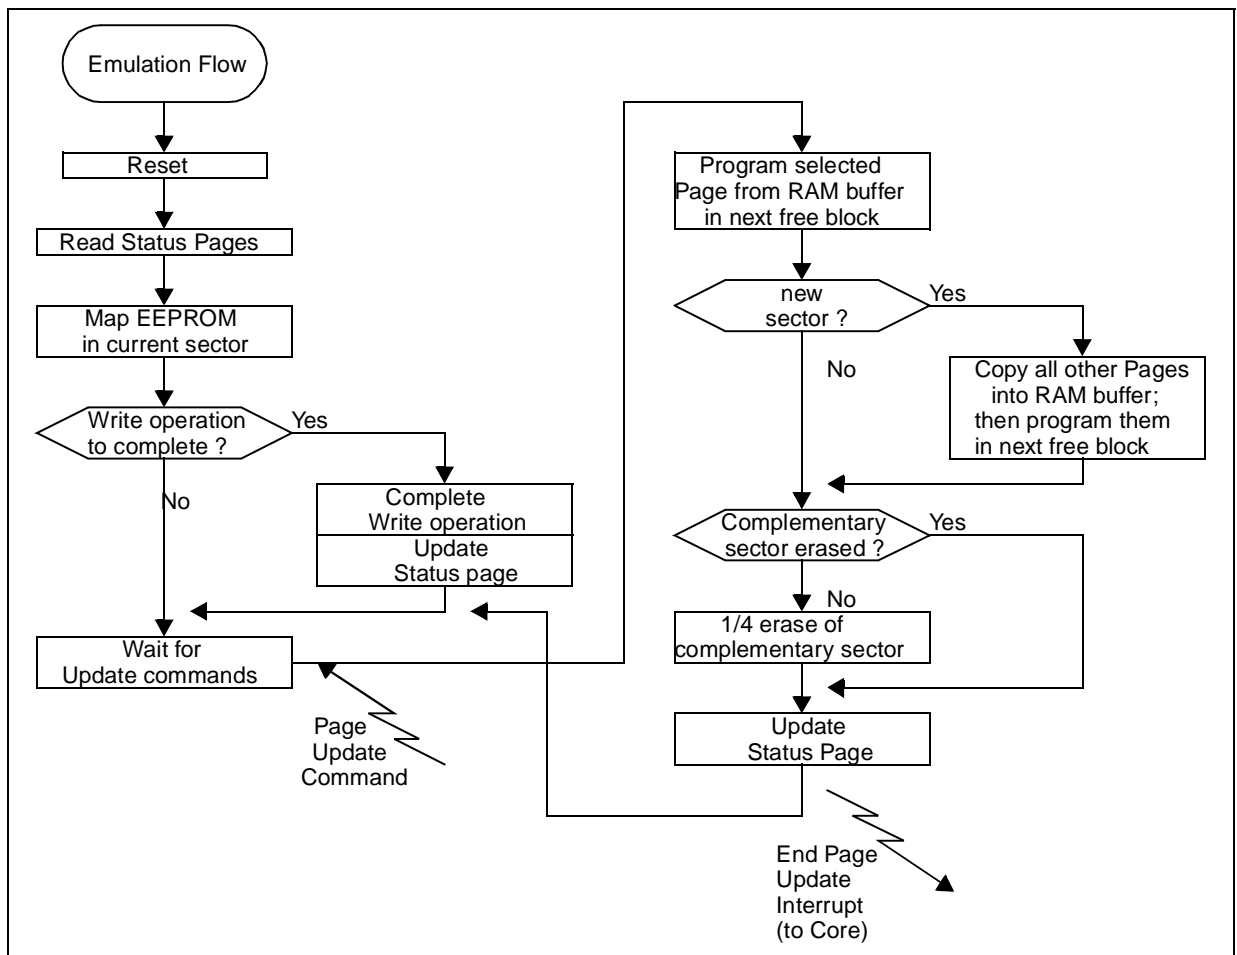 Emulation Flow
Reset
Read Status Pages
Map EEPROM
in current sector
Write operation
to complete ?
Yes
No
Complete
Write operation
Update
Status page
Wait for
Update commands
Page
Update
Command
Program selected
Page from RAM buffer
in next free block
new
sector ?
Yes
No
Copy all other Pages
into RAM buffer;
then program them
in next free block
Complementary
sector erased ?
Yes
No
1/4 erase of
complementary sector
Update
Status Page
End Page
Update
Interrupt
(to Core)